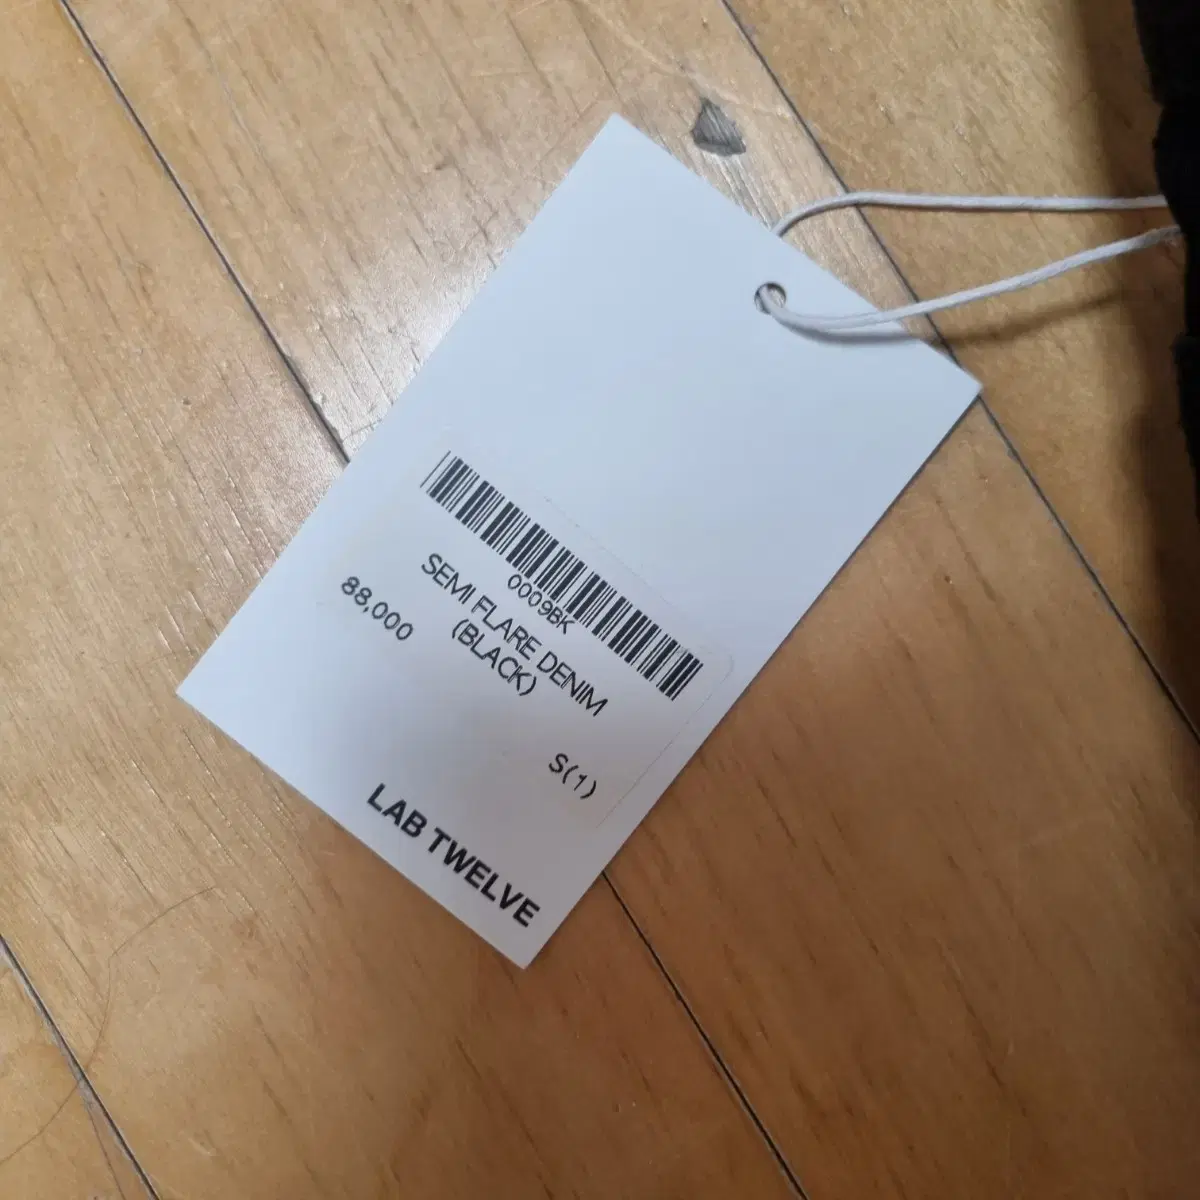 0009BK
SEMI FLARE DENIM
(BLACK)
88,000
S(1)
LAB TWELVE